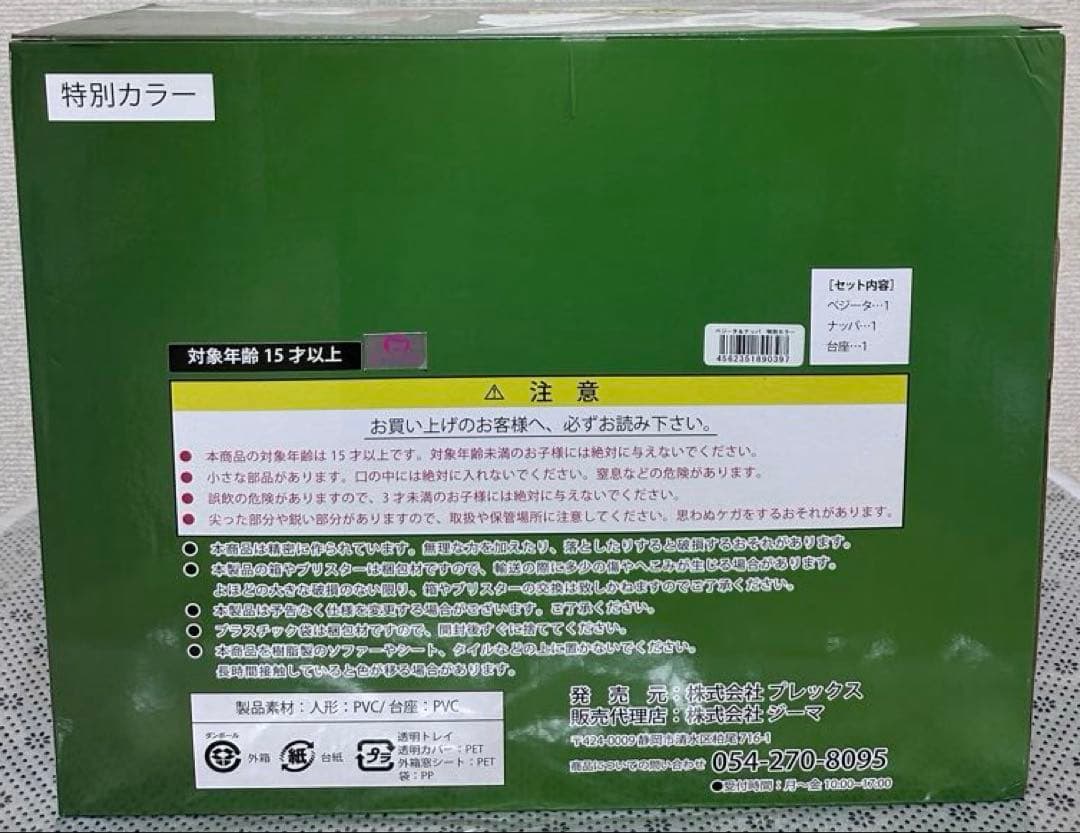 特別カラー
[セット内容]
ベジータ…1
ナッパ…1
台座…1
ベジータ&ナッパ 特別カラー
4562351890397
対象年齢 15 才以上
⚠ 注 意
お買い上げのお客様へ、必ずお読み下さい。
● 本商品の対象年齢は 15 才以上です。対象年齢未満のお子様には絶対に与えないでください。
● 小さな部品があります。口の中には絶対に入れないでください。窒息などの危険があります。
● 誤飲の危険がありますので、3 才未満のお子様には絶対に与えないでください。
● 尖った部分や鋭い部分がありますので、取扱や保管場所に注意してください。思わぬケガをするおそれがあります。
● 本商品は精密に作られています。無理な力を加えたり、落としたりすると破損するおそれがあります。
● 本製品の箱やブリスターは梱包材ですので、輸送の際に多少の傷やへこみが生じる場合があります。
よほどの大きな破損のない限り、箱やブリスターの交換は致しかねますのでご了承ください。
● 本製品は予告なく仕様を変更する場合がございます。ご了承ください。
● プラスチック袋は梱包材ですので、開封後すぐに捨ててください。
● 本商品を樹脂製のソファーやシート、タイルなどの上に置かないでください。
長時間接触していると色が移る場合があります。
製品素材：人形：PVC/ 台座：PVC
ダンボール
外箱
紙
台紙
プラ
透明トレイ
透明カバー：PET
外箱窓シート：PET
袋：PP
発 売 元：株式会社 プレックス
販売代理店：株式会社 ジーマ
〒424-0009 静岡市清水区柏尾716-1
商品についての問い合わせ 054-270-8095
●受付時間：月〜金 10:00~17:00